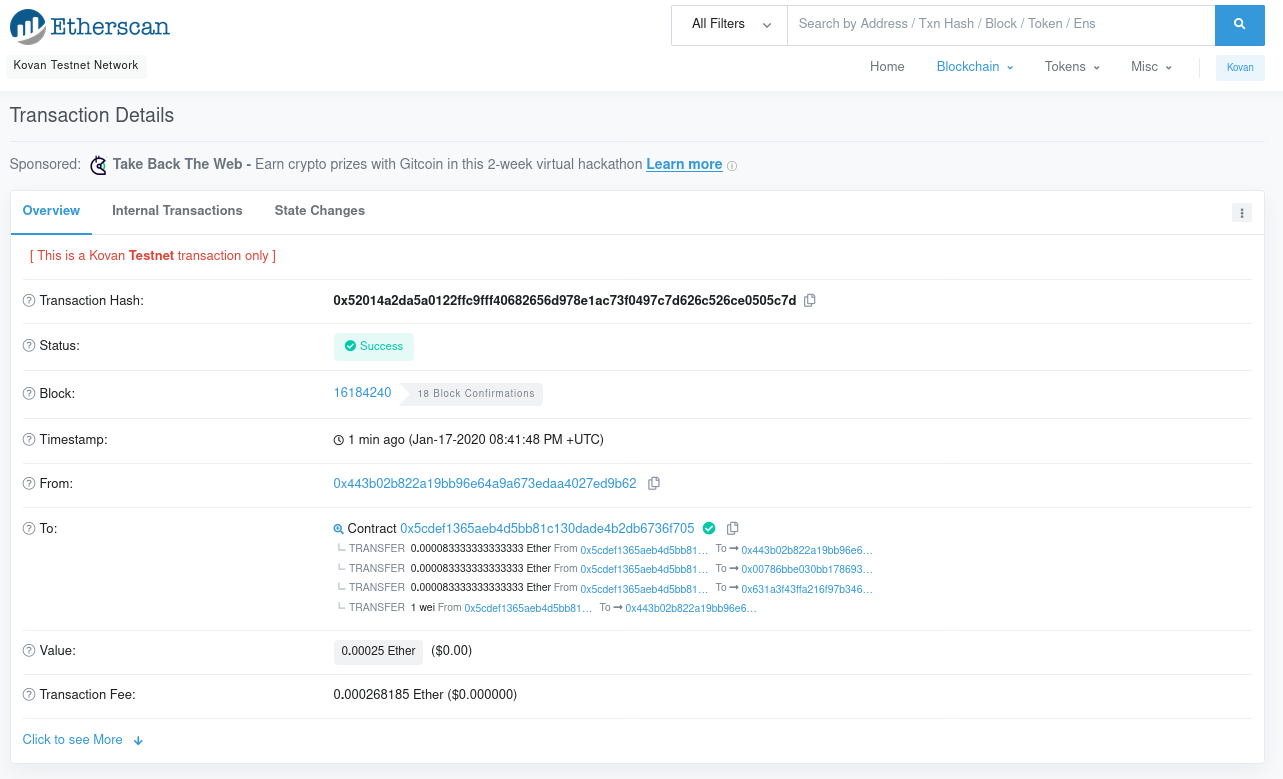 Etherscan
All Filters
Search by Address / Txn Hash / Block / Token / Ens
Kovan Testnet Network
Home Blockchain Tokens Misc Kovan
Transaction Details
Sponsored: Take Back The Web - Earn crypto prizes with Gitcoin in this 2-week virtual hackathon Learn more
Overview Internal Transactions State Changes
[ This is a Kovan Testnet transaction only ]
Transaction Hash: 0x52014a2da5a0122ffc9fff40682656d978e1ac73f0497c7d626c526ce0505c7d
Status: Success
Block: 16184240 18 Block Confirmations
Timestamp: 1 min ago (Jan-17-2020 08:41:48 PM +UTC)
From: 0x443b02b822a19bb96e64a9a673edaa4027ed9b62
To: Contract 0x5cdef1365aeb4d5bb81c130dade4b2db6736f705
TRANSFER 0.000083333333333333 Ether From 0x5cdef1365aeb4d5bb81... To → 0x443b02b822a19bb96e6...
TRANSFER 0.000083333333333333 Ether From 0x5cdef1365aeb4d5bb81... To → 0x00786bbe030bb178693...
TRANSFER 0.000083333333333333 Ether From 0x5cdef1365aeb4d5bb81... To → 0x631a3f43ffa216f97b346...
TRANSFER 1 wei From 0x5cdef1365aeb4d5bb81... To → 0x443b02b822a19bb96e6...
Value: 0.00025 Ether ($0.00)
Transaction Fee: 0.000268185 Ether ($0.000000)
Click to see More ↓